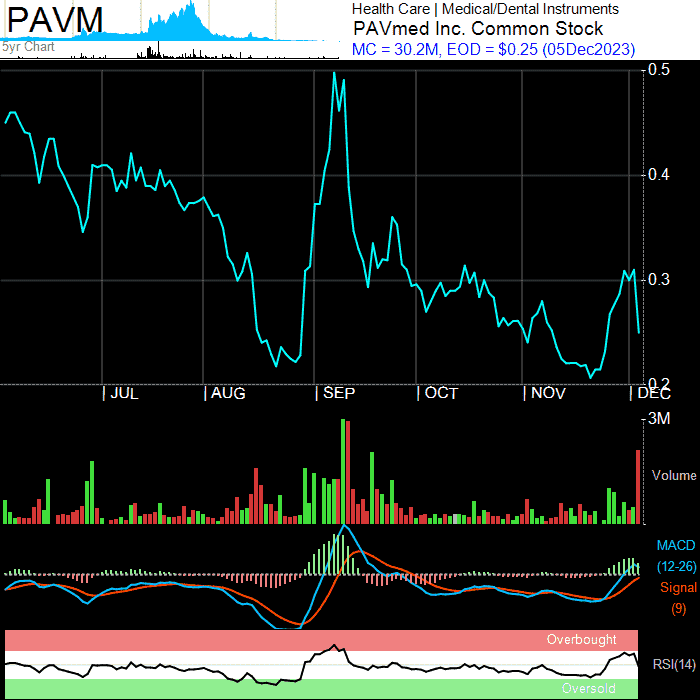 PAVM
5yr Chart
Health Care | Medical/Dental Instruments
PAVmed Inc. Common Stock
MC = 30.2M, EOD = $0.25 (05Dec2023)
0.5
0.4
0.3
0.2
| JUL | AUG | SEP | OCT | NOV | DEC
3M
Volume
MACD
(12-26)
Signal
(9)
Overbought
RSI(14)
Oversold